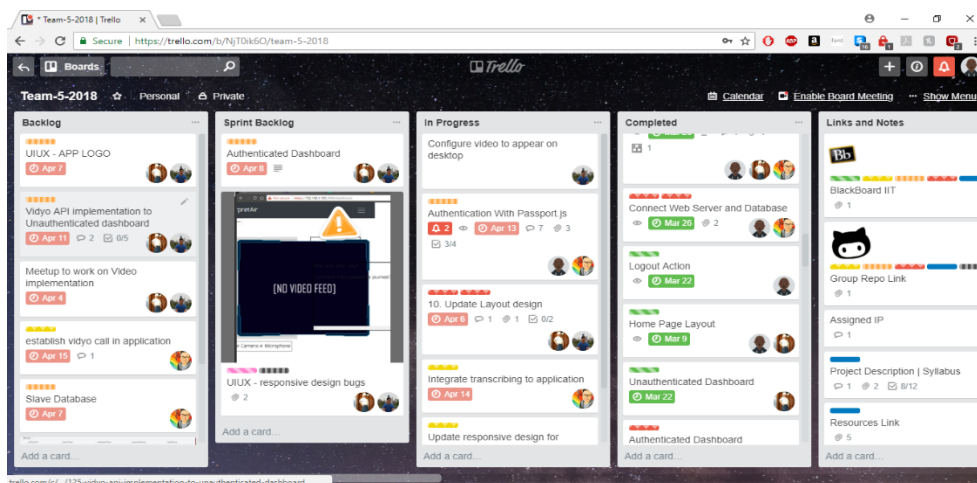 * Team-5-2018 | Trello
Secure | https://trello.com/b/NjT0ik6O/team-5-2018
Boards
Trello
Team-5-2018 Personal Private
Calendar Enable Board Meeting ... Show Menu
Backlog ...
UIUX - APP LOGO
Apr 7
Vidyo API implementation to
Unauthenticated dashboard
Apr 11 2 0/5
Meetup to work on Video
implementation
Apr 4
establish vidyo call in application
Apr 15 1
Slave Database
Apr 7
Add a card...
Sprint Backlog ...
Authenticated Dashboard
Apr 8
[NO VIDEO FEED]
UIUX - responsive design bugs
2
Add a card...
In Progress ...
Configure video to appear on
desktop
Authentication With Passport.js
2 Apr 13 7 3
3/4
10. Update Layout design
Apr 6 1 1 0/2
Integrate transcribing to application
Apr 14
Update responsive design for
Add a card...
Completed ...
1
Connect Web Server and Database
Mar 26 2
Logout Action
Mar 22
Home Page Layout
Mar 9
Unauthenticated Dashboard
Mar 22
Authenticated Dashboard
Add a card...
Links and Notes
Bb
BlackBoard IIT
1
Group Repo Link
1
Assigned IP
1
Project Description | Syllabus
1 2 8/12
Resources Link
5
Add a card...